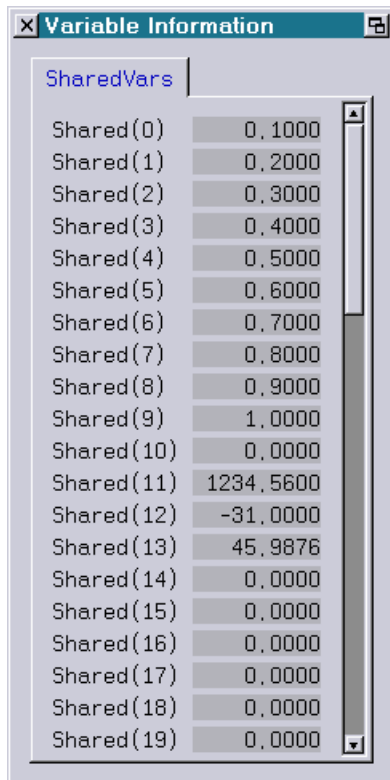 Variable Information
SharedVars
Shared(0) 0,1000
Shared(1) 0,2000
Shared(2) 0,3000
Shared(3) 0,4000
Shared(4) 0,5000
Shared(5) 0,6000
Shared(6) 0,7000
Shared(7) 0,8000
Shared(8) 0,9000
Shared(9) 1,0000
Shared(10) 0,0000
Shared(11) 1234,5600
Shared(12) -31,0000
Shared(13) 45,9876
Shared(14) 0,0000
Shared(15) 0,0000
Shared(16) 0,0000
Shared(17) 0,0000
Shared(18) 0,0000
Shared(19) 0,0000